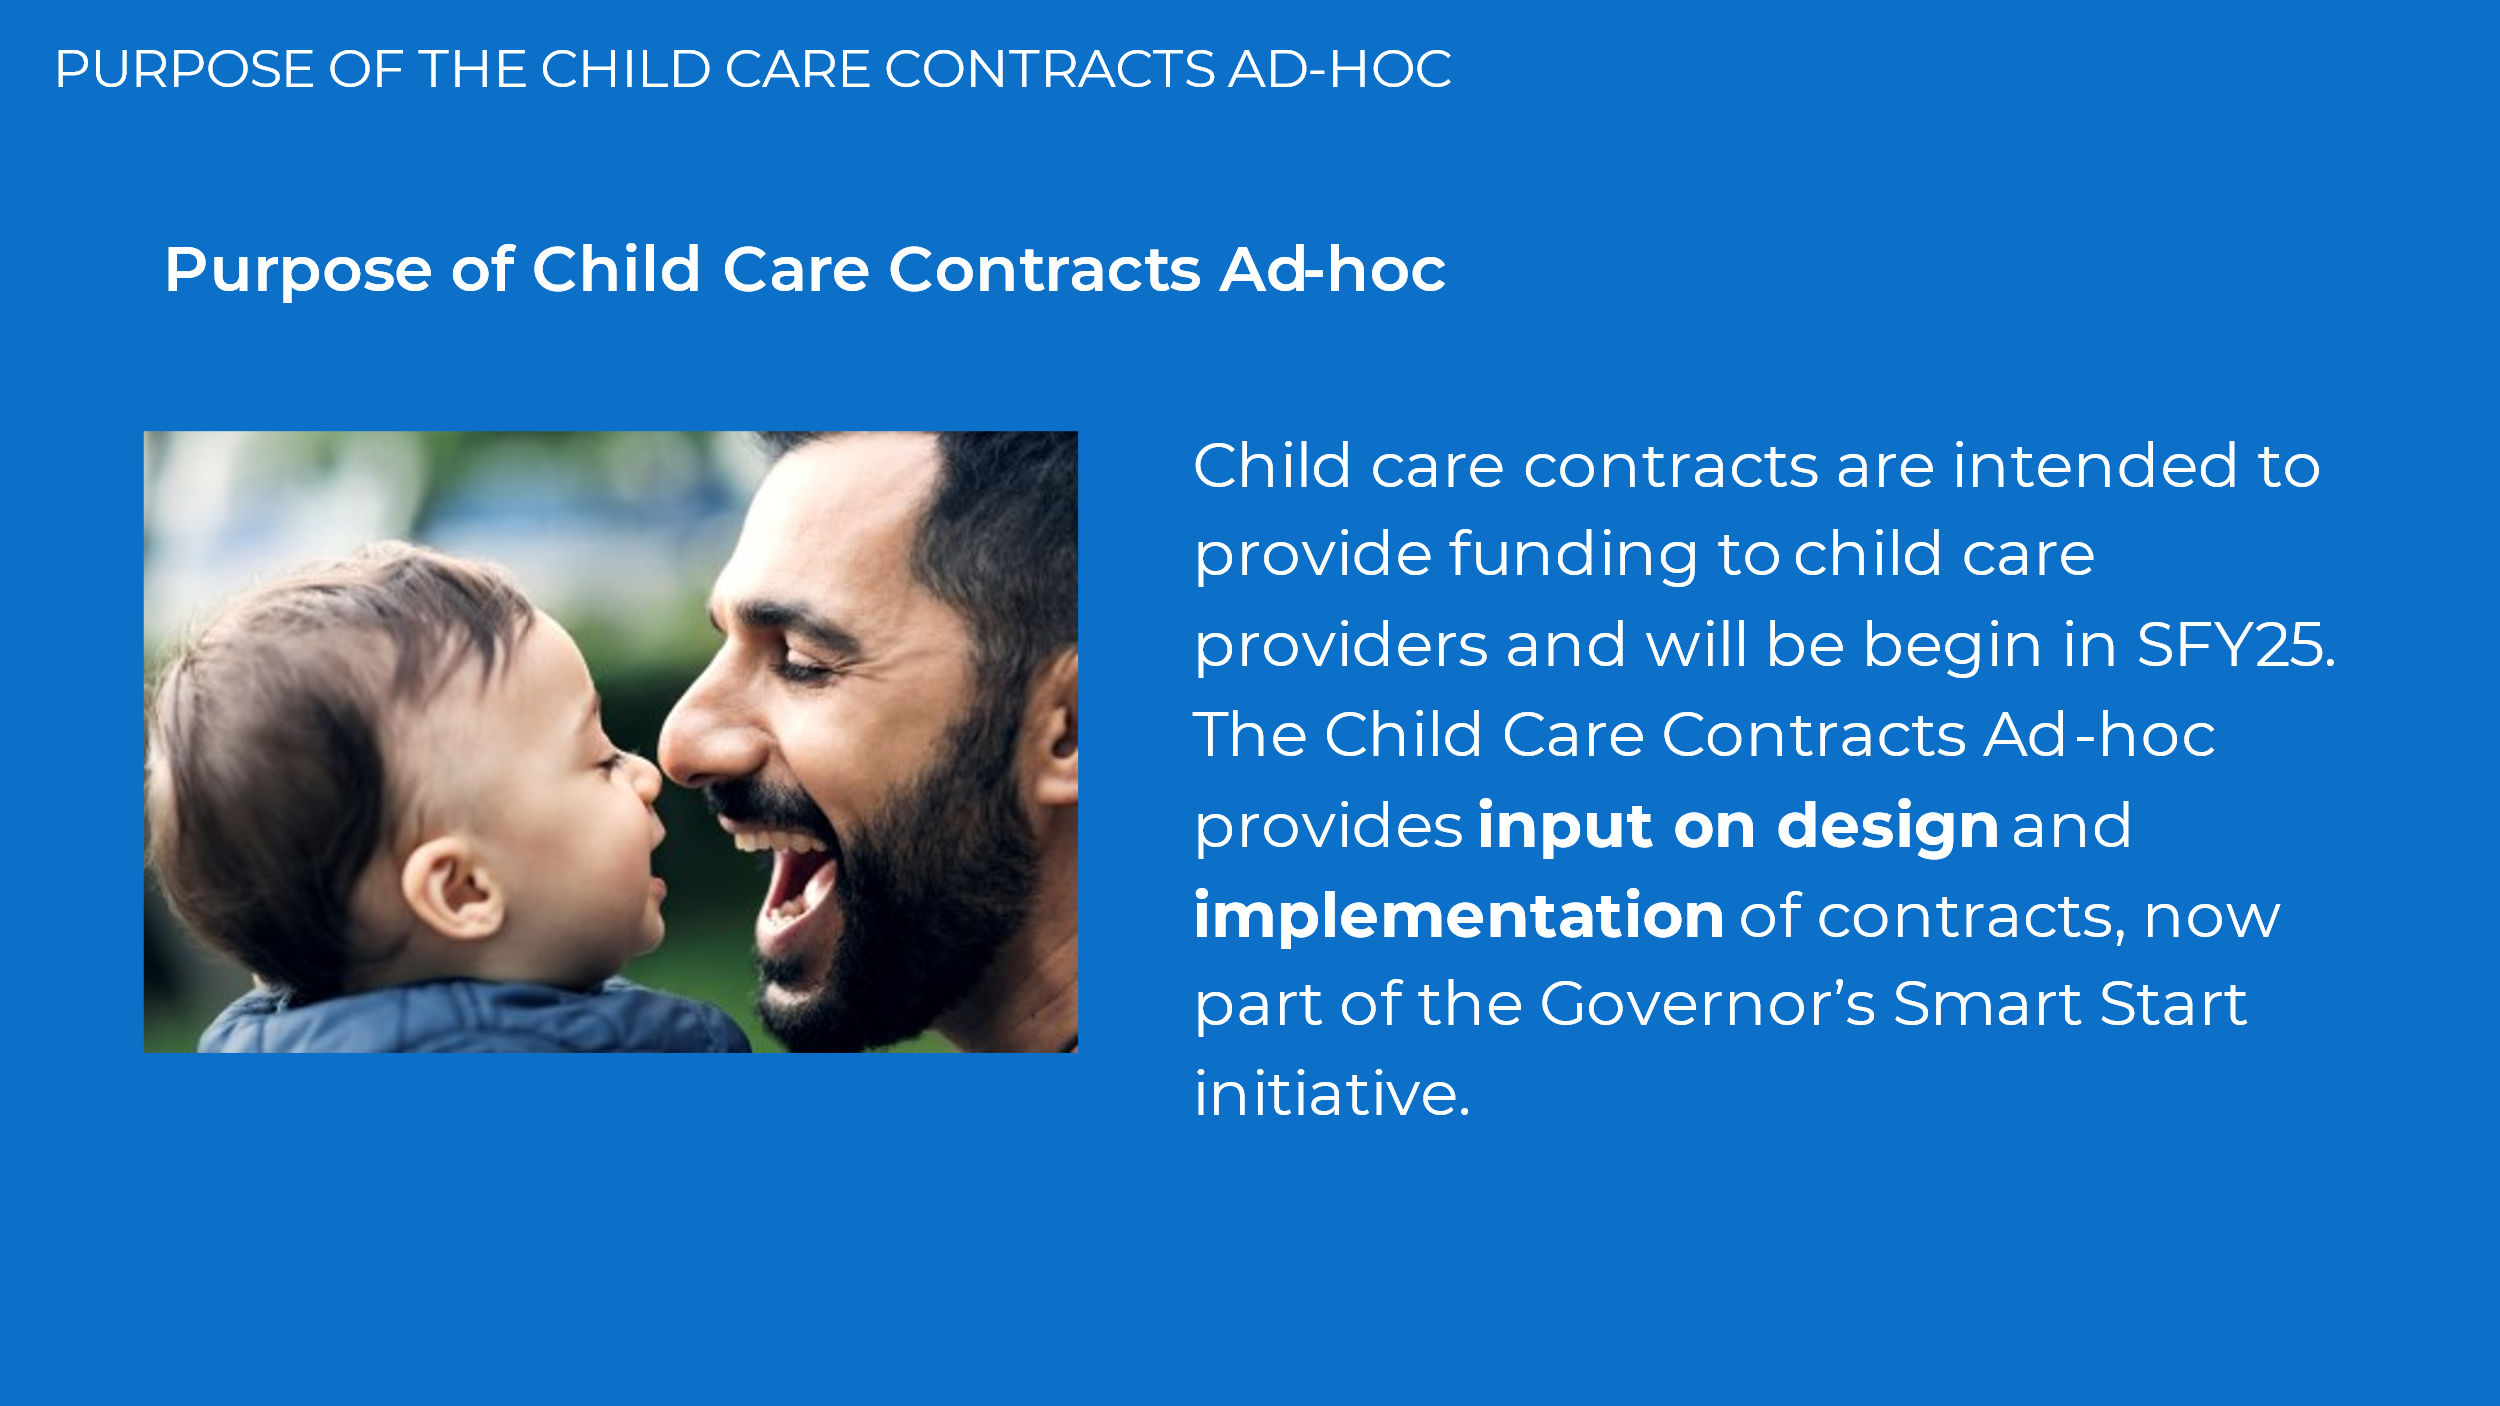 PURPOSE OF THE CHILD CARE CONTRACTS AD-HOC
Purpose of Child Care Contracts Ad-hoc
Child care contracts are intended to
provide funding to child care
providers and will be begin in SFY25.
The Child Care Contracts Ad-hoc
provides input on design and
implementation of contracts, now
part of the Governor’s Smart Start
initiative.